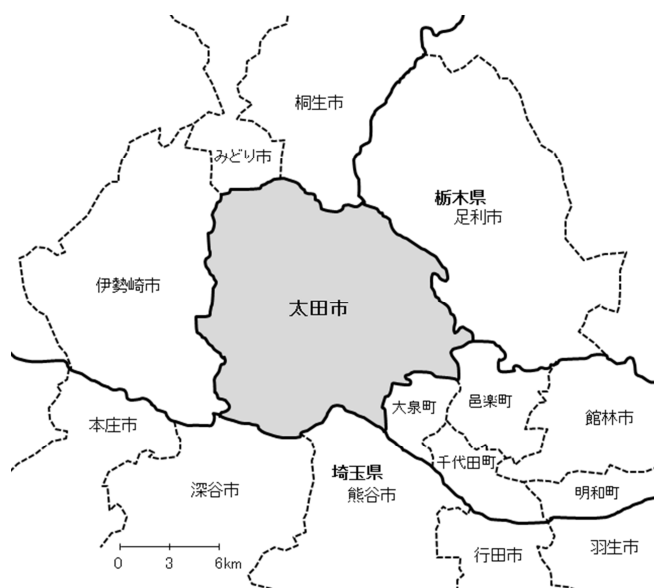 桐生市
みどり市
栃木県
足利市
伊勢崎市
太田市
大泉町
邑楽町
館林市
本庄市
千代田町
埼玉県
熊谷市
深谷市
明和町
行田市
羽生市
0 3 6km